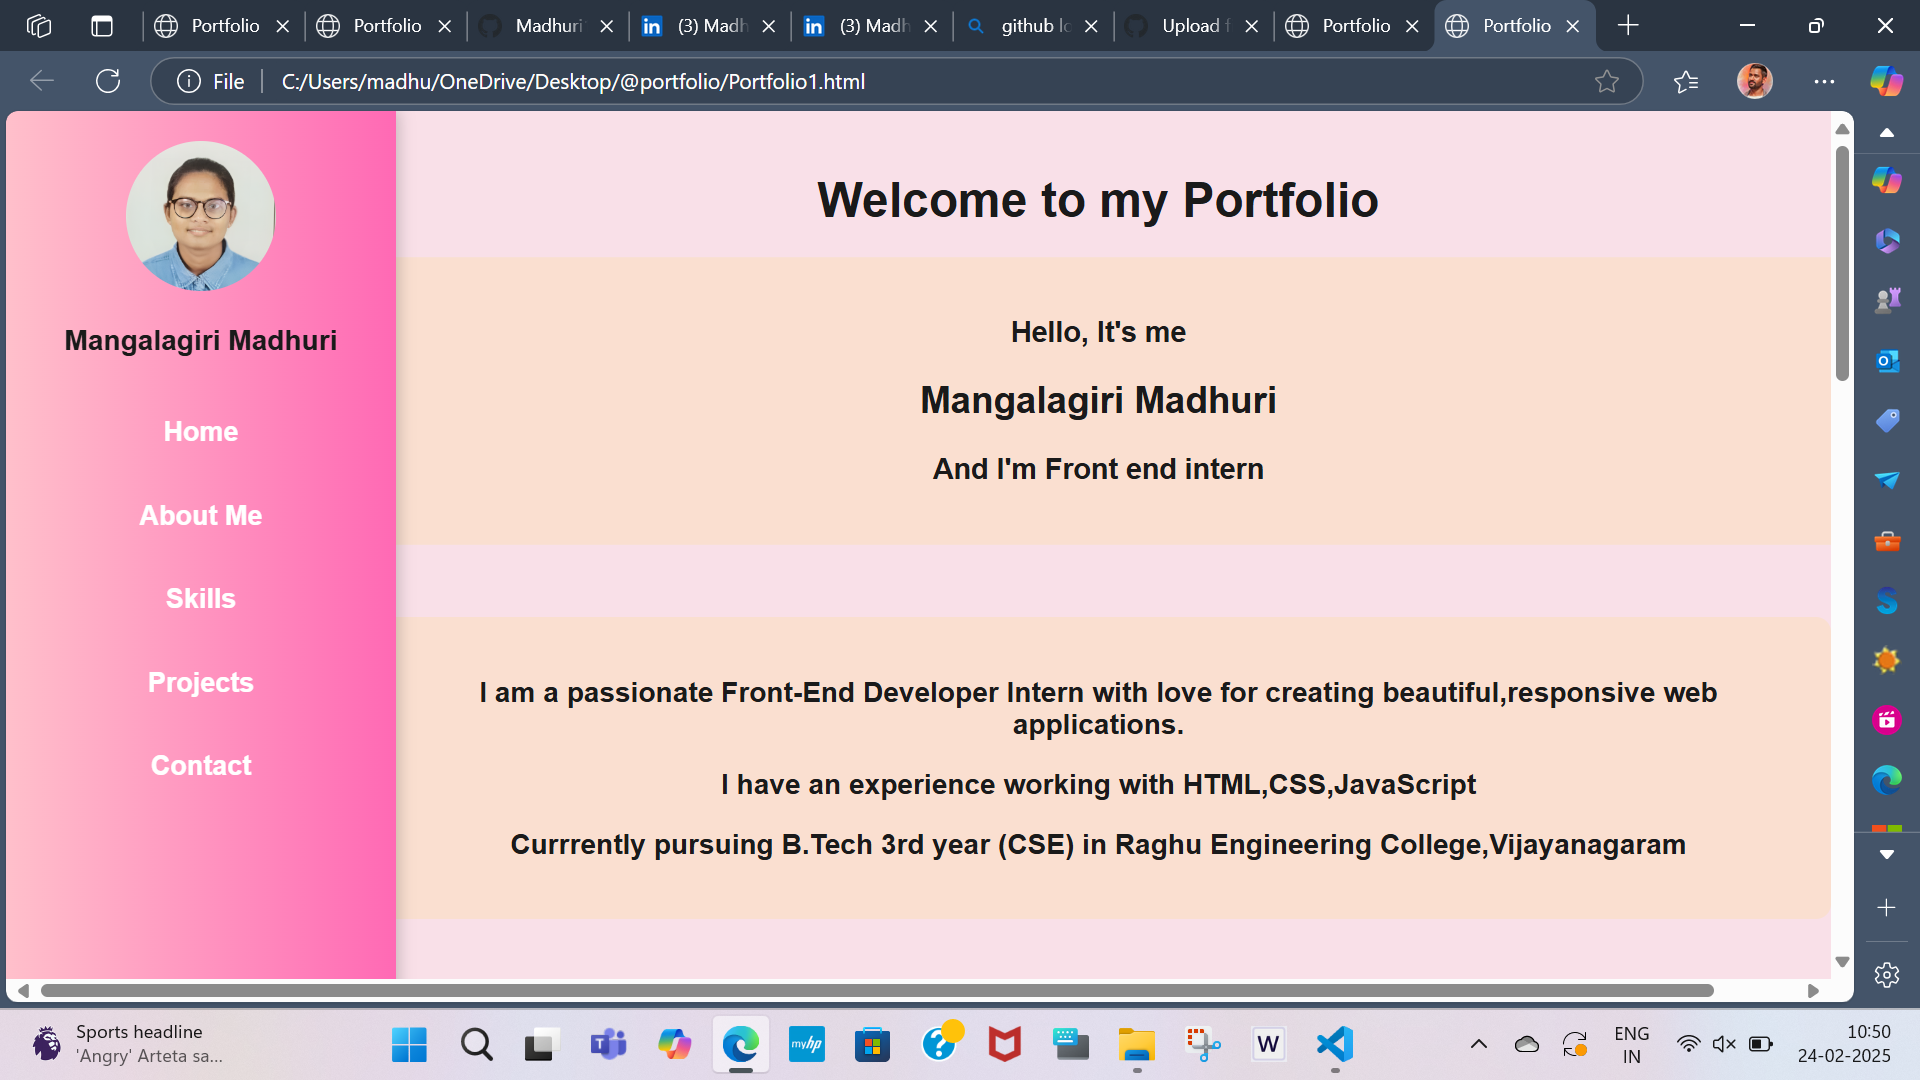 Portfolio
Portfolio
Madhuri
(3) Madh
(3) Madh
github lo
Upload f
Portfolio
Portfolio
File
C:/Users/madhu/OneDrive/Desktop/@portfolio/Portfolio1.html
Mangalagiri Madhuri
Home
About Me
Skills
Projects
Contact
Welcome to my Portfolio
Hello, It's me
Mangalagiri Madhuri
And I'm Front end intern
I am a passionate Front-End Developer Intern with love for creating beautiful,responsive web
applications.
I have an experience working with HTML,CSS,JavaScript
Currrently pursuing B.Tech 3rd year (CSE) in Raghu Engineering College,Vijayanagaram
Sports headline
'Angry' Arteta sa...
myhp
W
ENG
IN
10:50
24-02-2025